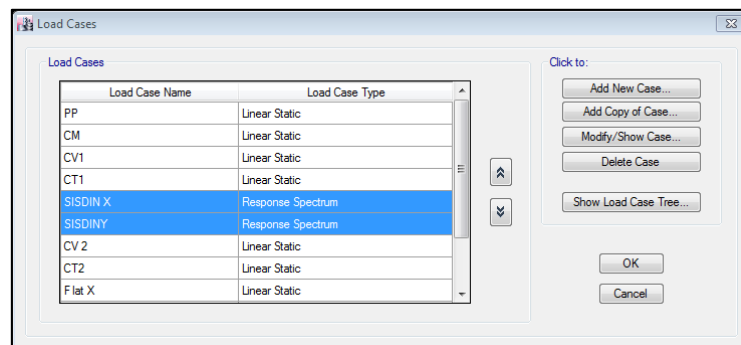 Load Cases
Load Cases
Click to:
Load Case Name Load Case Type
PP Linear Static
CM Linear Static
CV1 Linear Static
CT1 Linear Static
SISDIN X Response Spectrum
SISDINY Response Spectrum
CV 2 Linear Static
CT2 Linear Static
F lat X Linear Static
Add New Case...
Add Copy of Case...
Modify/Show Case...
Delete Case
Show Load Case Tree...
OK
Cancel